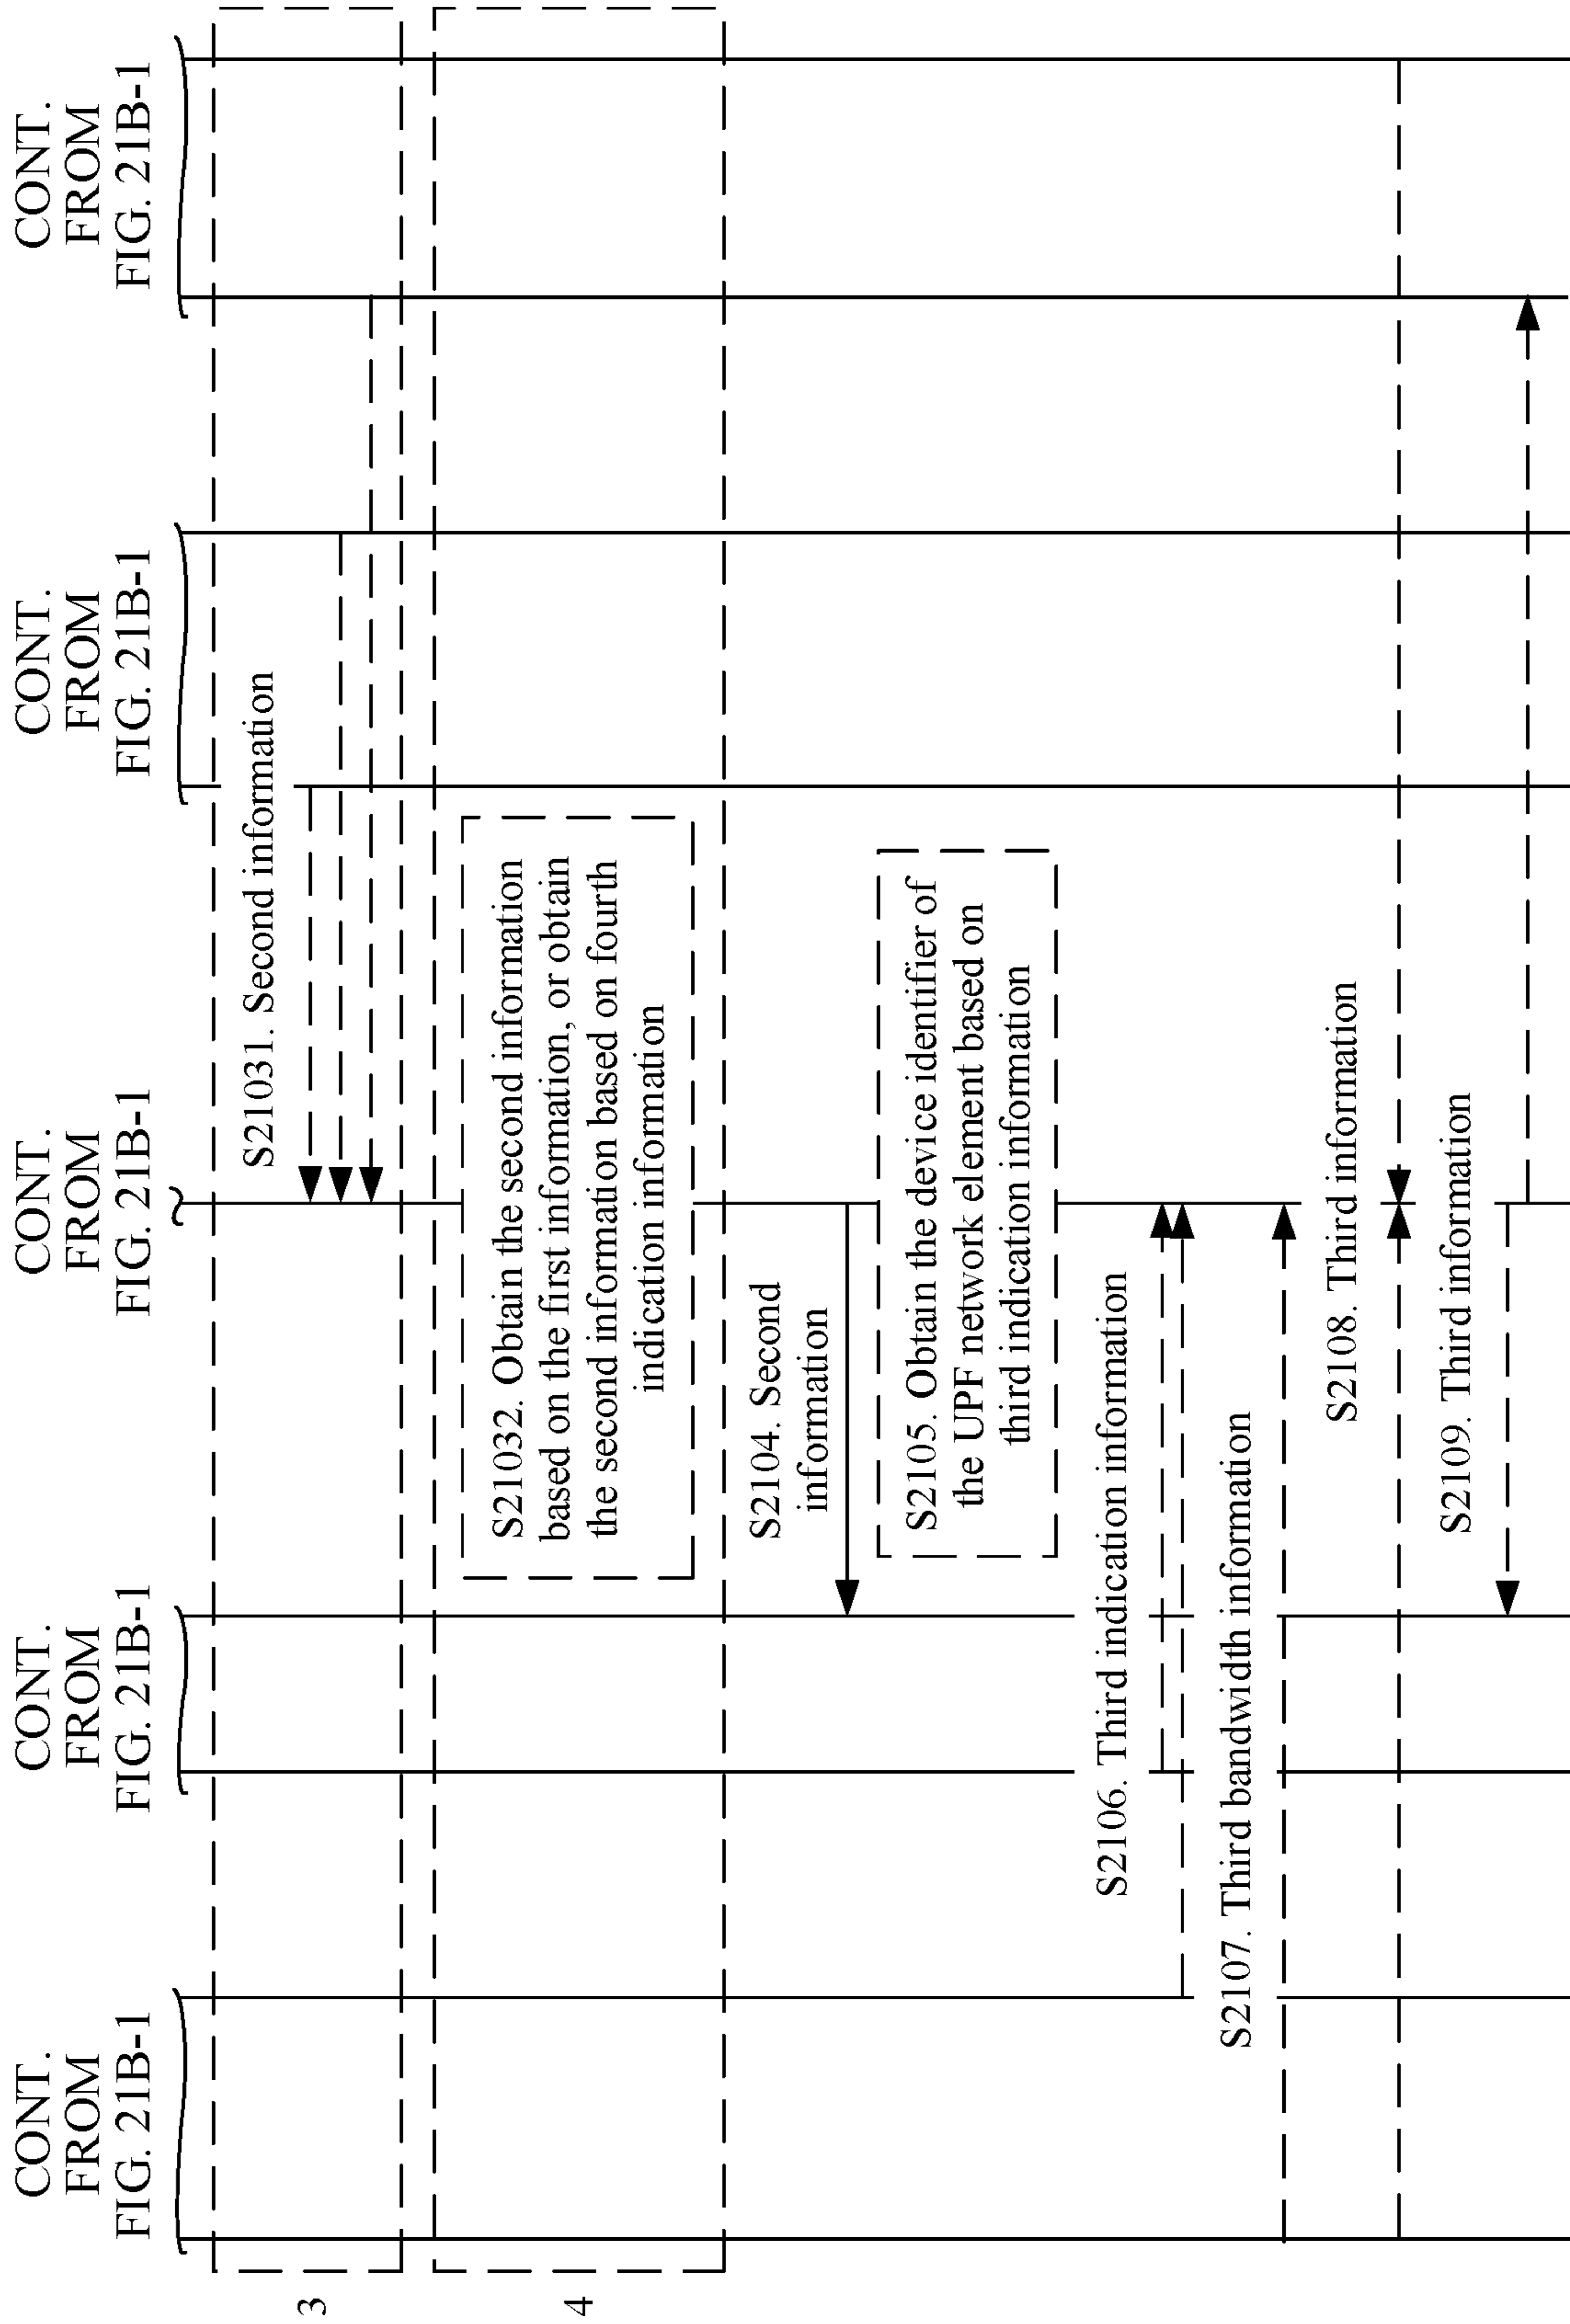 CONT.
FROM
FIG. 21B-1
CONT.
FROM
FIG. 21B-1
CONT.
FROM
FIG. 21B-1
CONT.
FROM
FIG. 21B-1
CONT.
FROM
FIG. 21B-1
3
S21031. Second information
4
S21032. Obtain the second information
based on the first information, or obtain
the second information based on fourth
indication information
S2104. Second
information
S2105. Obtain the device identifier of
the UPF network element based on
third indication information
S2106. Third indication information
S2107. Third bandwidth information
S2108. Third information
S2109. Third information